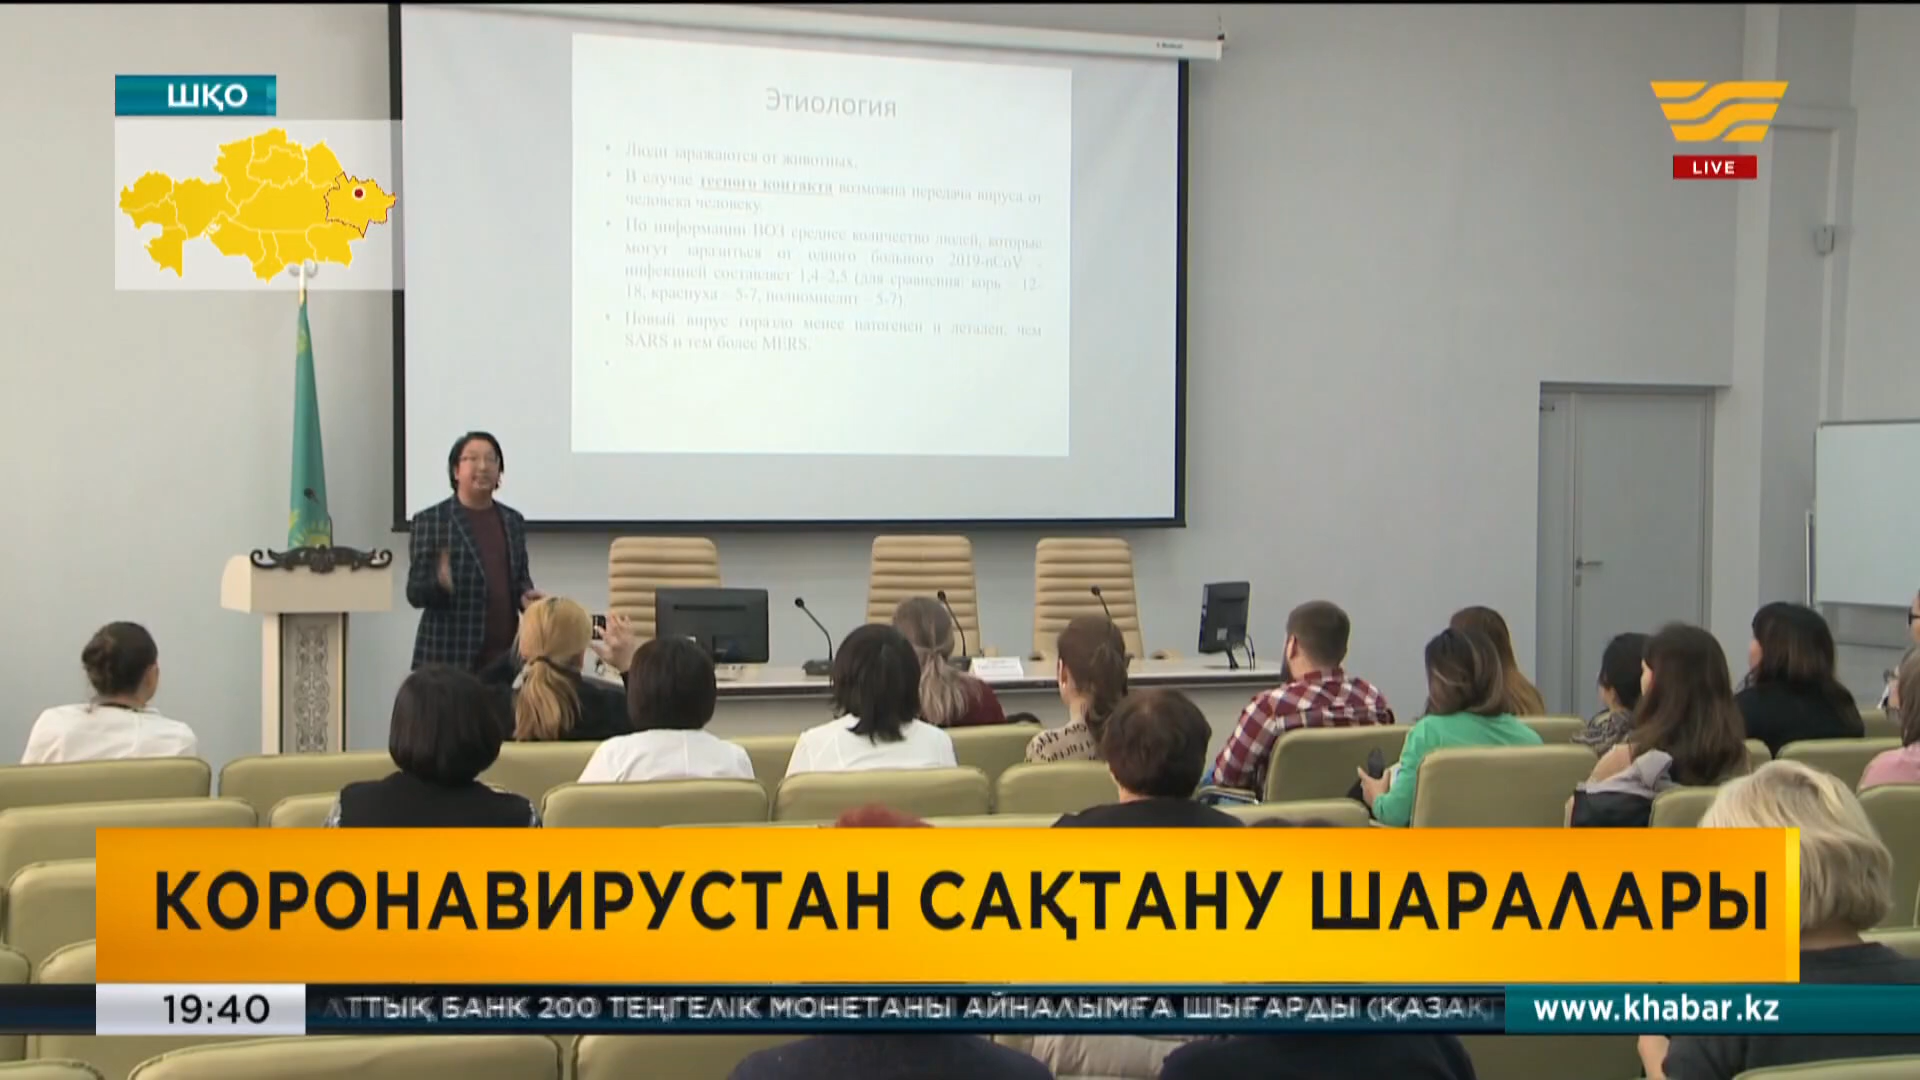 ШҚО
LIVE
Этиология
• Люди заражаются от животных.
• В случае тесного контакта возможна передача вируса от
человека человеку.
• По информации ВОЗ среднее количество людей, которые
могут заразиться от одного больного 2019-nCoV -
инфекцией составляет 1,4–2,5 (для сравнения: корь – 12-
18, краснуха – 5-7, полиомиелит – 5-7).
• Новый вирус гораздо менее патогенен и летален, чем
SARS и тем более MERS.
КОРОНАВИРУСТАН САҚТАНУ ШАРАЛАРЫ
19:40
АТТЫҚ БАНК 200 ТЕҢГЕЛІК МОНЕТАНЫ АЙНАЛЫМҒА ШЫҒАРДЫ (ҚАЗАҚ
www.khabar.kz